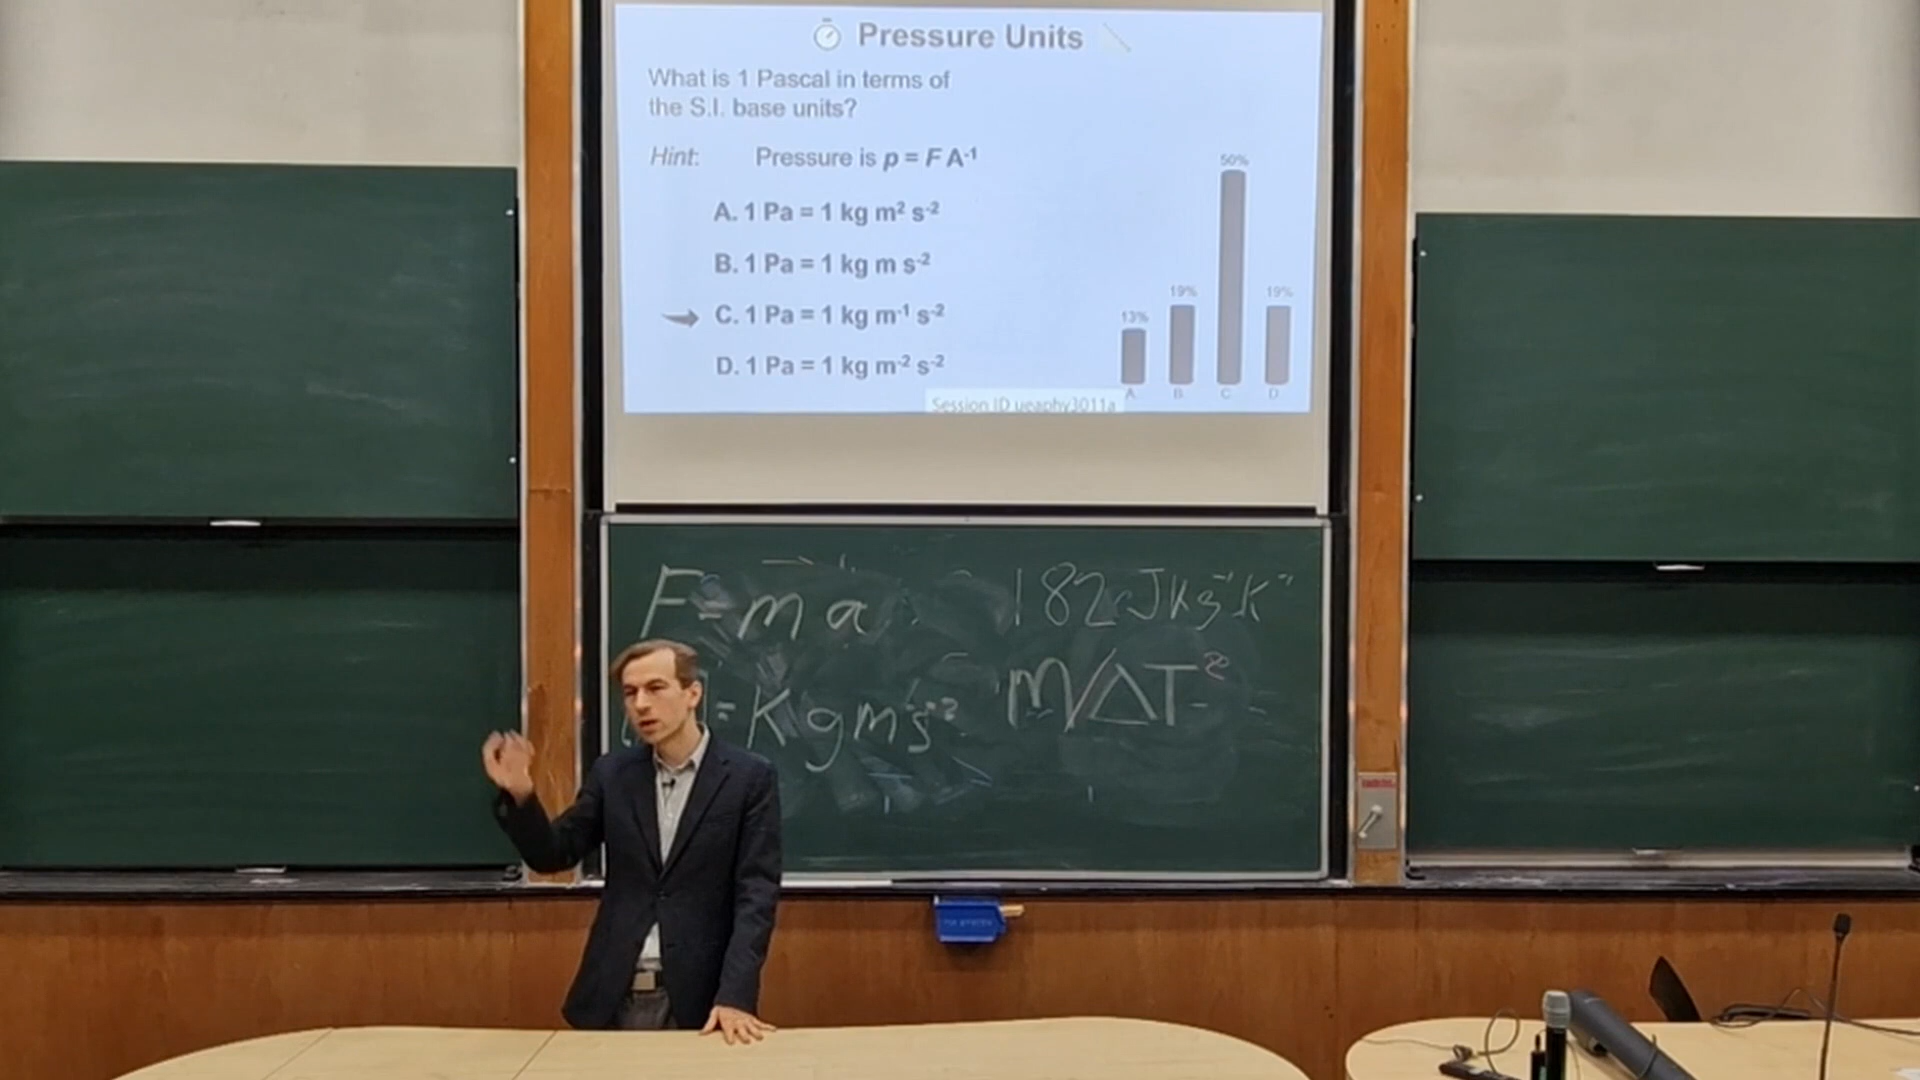 Pressure Units
What is 1 Pascal in terms of
the S.I. base units?
Hint: Pressure is p = F A⁻¹
A. 1 Pa = 1 kg m² s⁻²
B. 1 Pa = 1 kg m s⁻²
C. 1 Pa = 1 kg m⁻¹ s⁻²
D. 1 Pa = 1 kg m⁻² s⁻²
13% 19% 50% 19%
A B C D
Session ID ueaphy3011a
F = m a
182 J kg⁻¹ K⁻¹
= Kg m s⁻²
m/ΔT